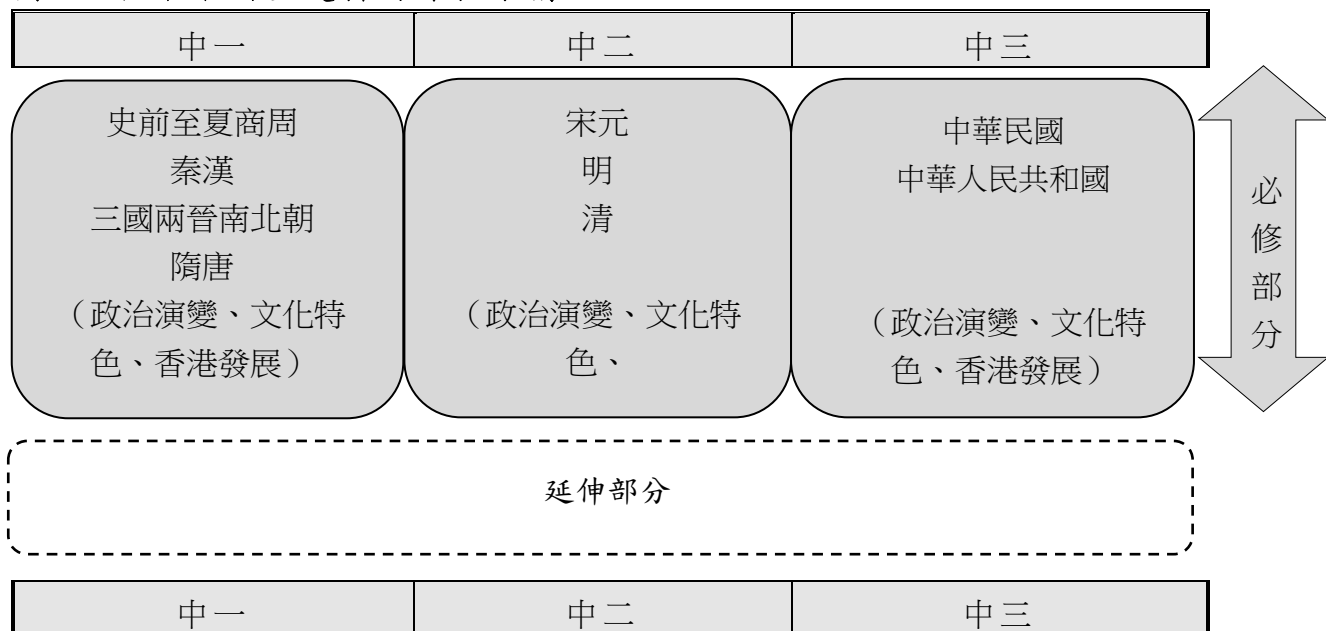 中一
中二
中三
史前至夏商周
秦漢
三國兩晉南北朝
隋唐
（政治演變、文化特
色、香港發展）
宋元
明
清
（政治演變、文化特
色、
中華民國
中華人民共和國
（政治演變、文化特
色、香港發展）
必
修
部
分
延伸部分
中一
中二
中三